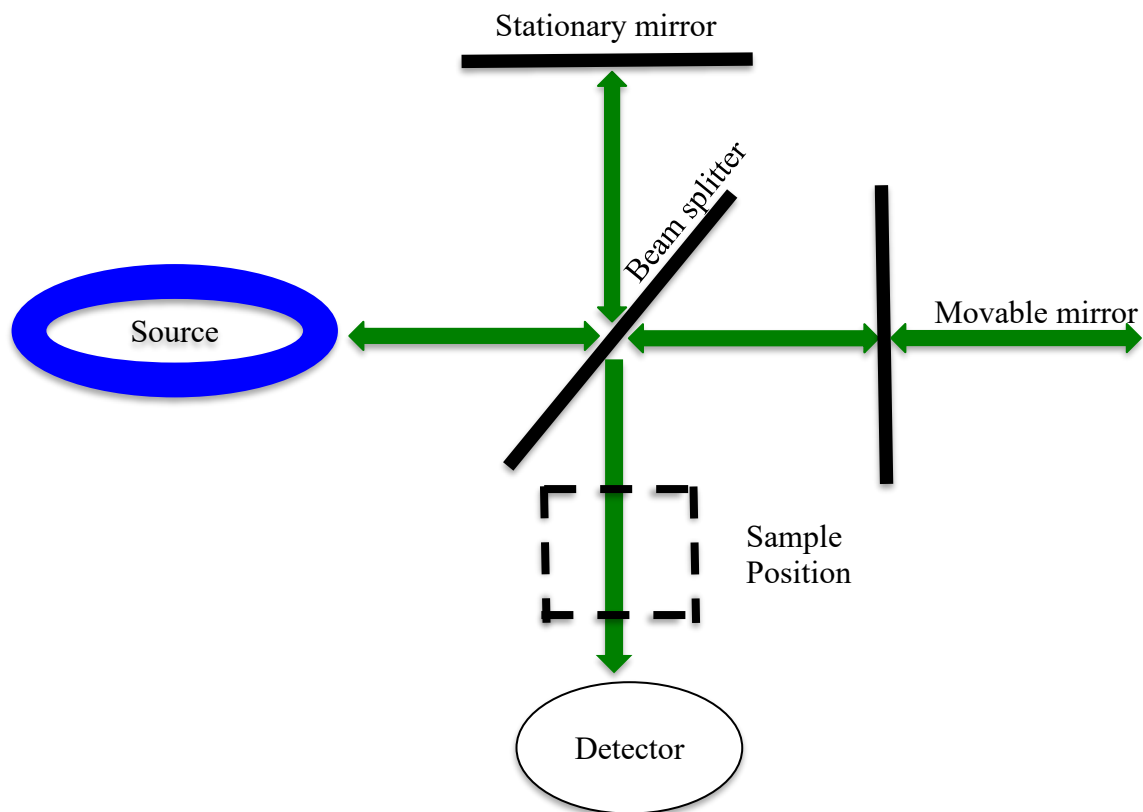 Stationary mirror
Beam splitter
Source
Movable mirror
Sample
Position
Detector